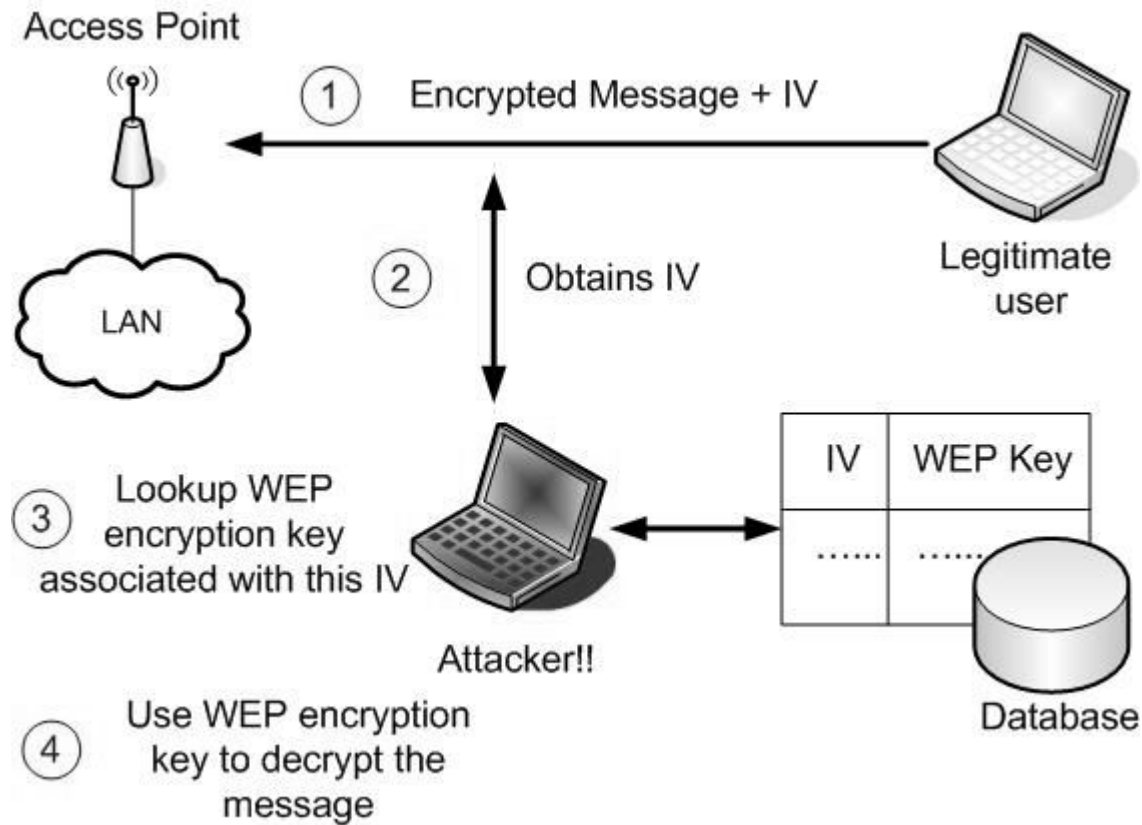 Access Point
1
Encrypted Message + IV
2
Obtains IV
Legitimate
user
LAN
3
Lookup WEP
encryption key
associated with this IV
IV
WEP Key
......
......
Attacker!!
Database
4
Use WEP encryption
key to decrypt the
message